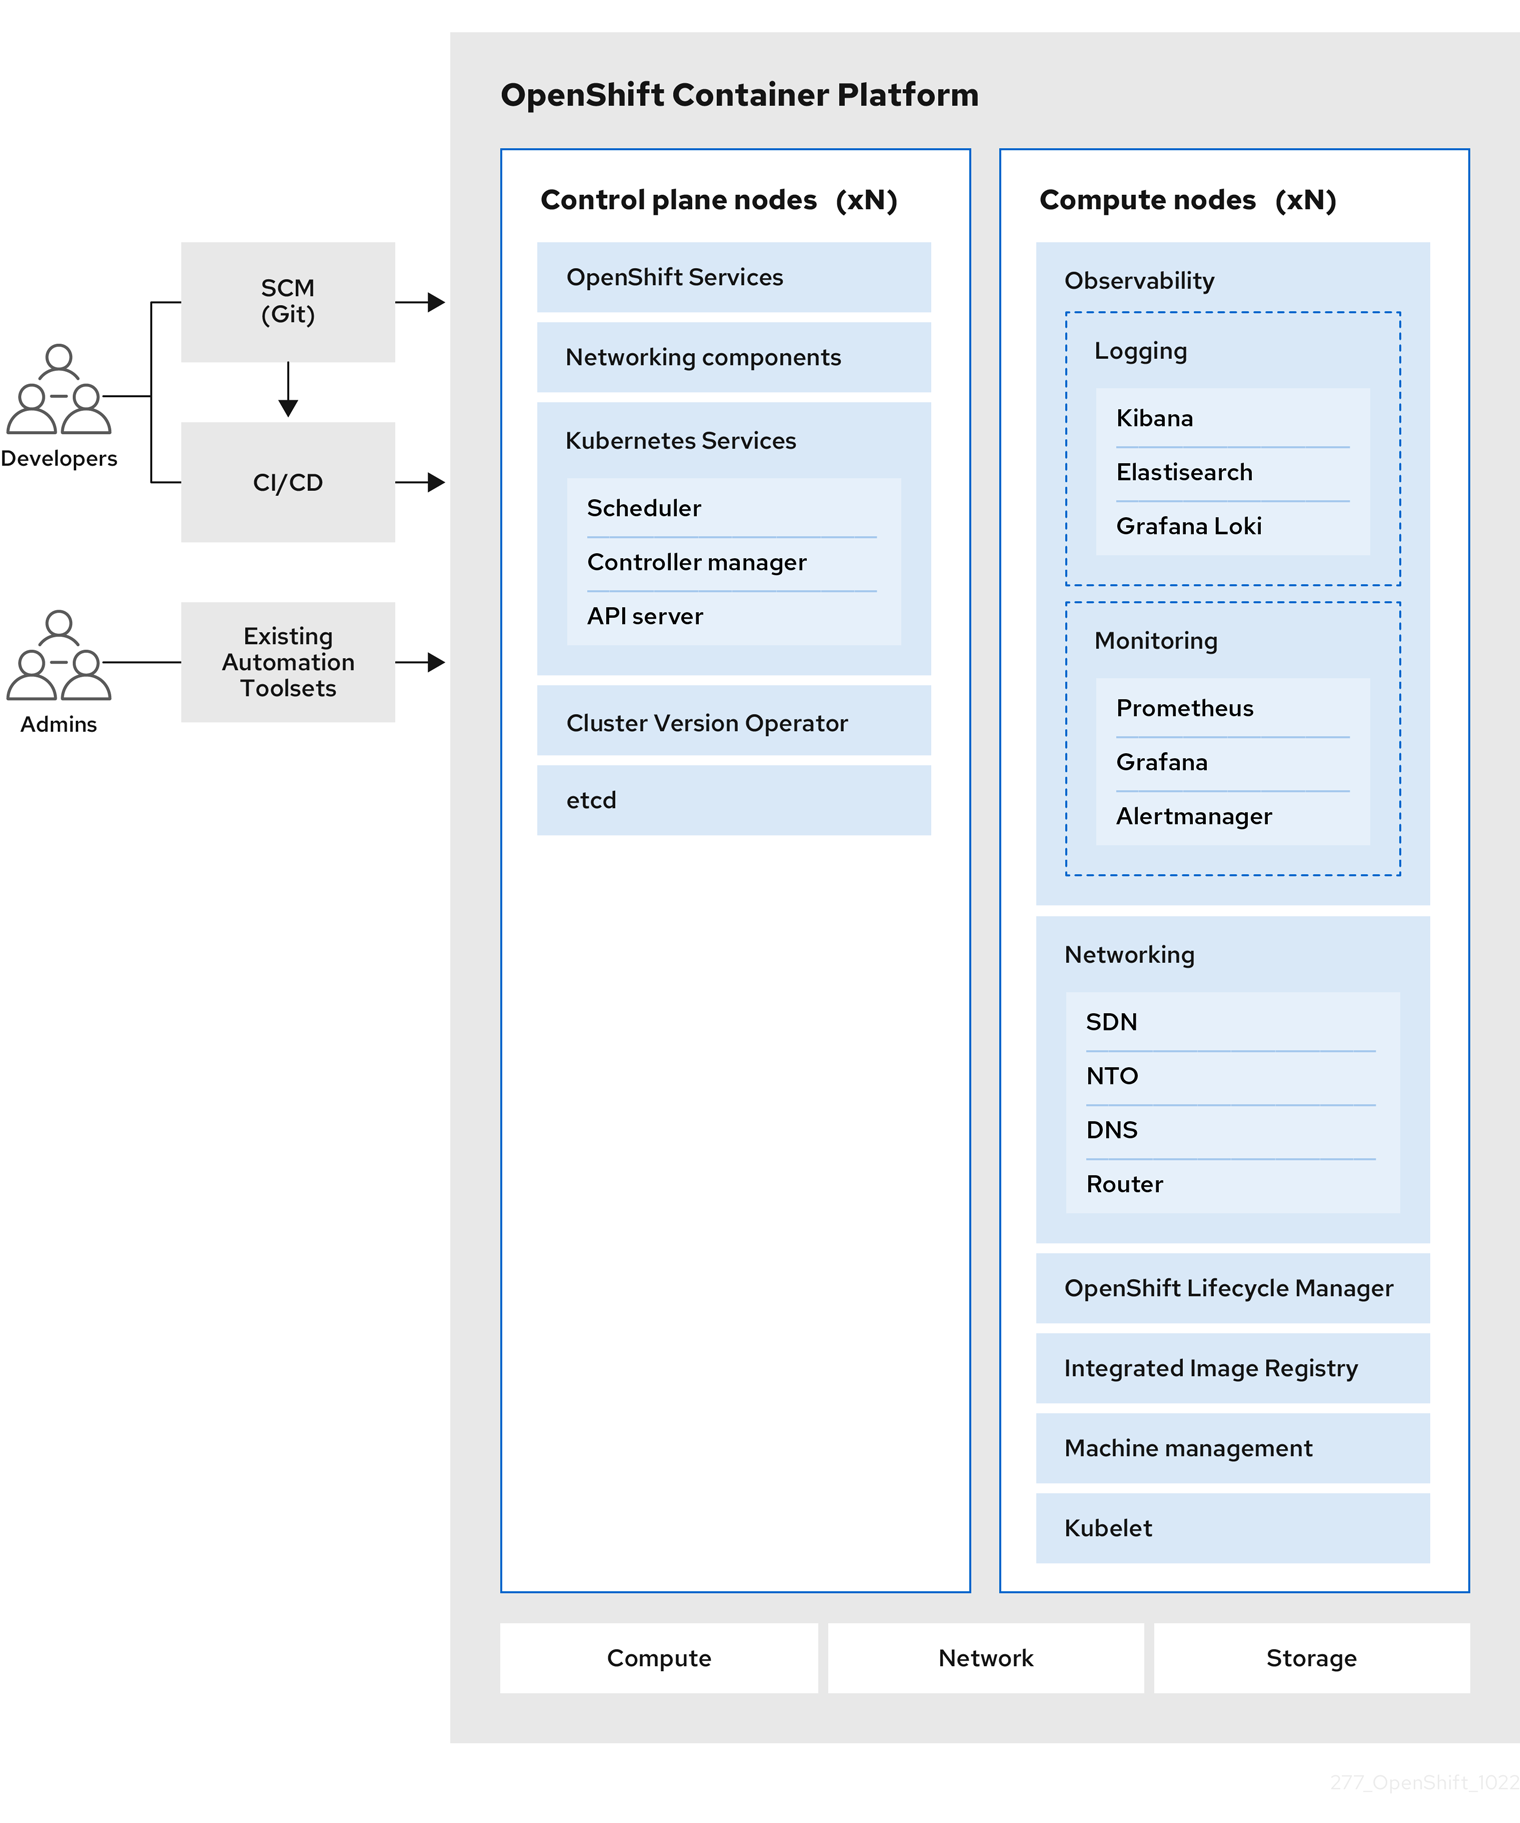 OpenShift Container Platform
SCM
(Git)
CI/CD
Developers
Existing
Automation
Toolsets
Admins
Control plane nodes (xN)
OpenShift Services
Networking components
Kubernetes Services
Scheduler
Controller manager
API server
Cluster Version Operator
etcd
Compute nodes (xN)
Observability
Logging
Kibana
Elastisearch
Grafana Loki
Monitoring
Prometheus
Grafana
Alertmanager
Networking
SDN
NTO
DNS
Router
OpenShift Lifecycle Manager
Integrated Image Registry
Machine management
Kubelet
Compute
Network
Storage
277_OpenShift_1022